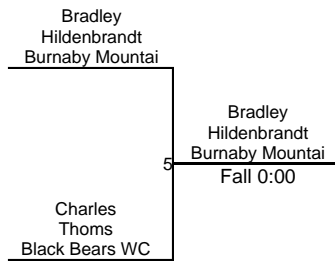 Bradley
Hildenbrandt
Burnaby Mountai
5
Bradley
Hildenbrandt
Burnaby Mountai
Fall 0:00
Charles
Thoms
Black Bears WC